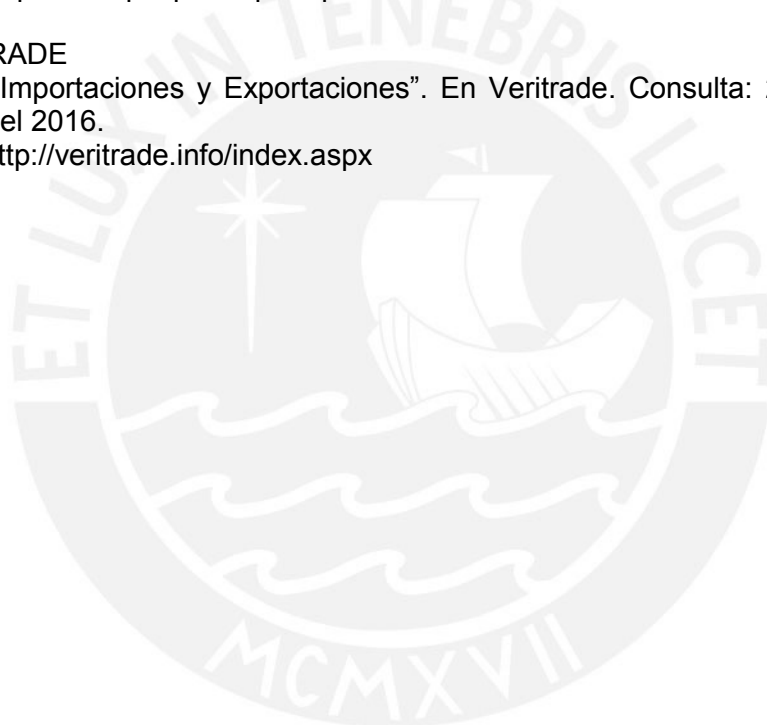 RADE
Importaciones y Exportaciones”. En Veritrade. Consulta:
el 2016.
ttp://veritrade.info/index.aspx
ET LUX IN TENEBRIS LUCET
MCMXVII